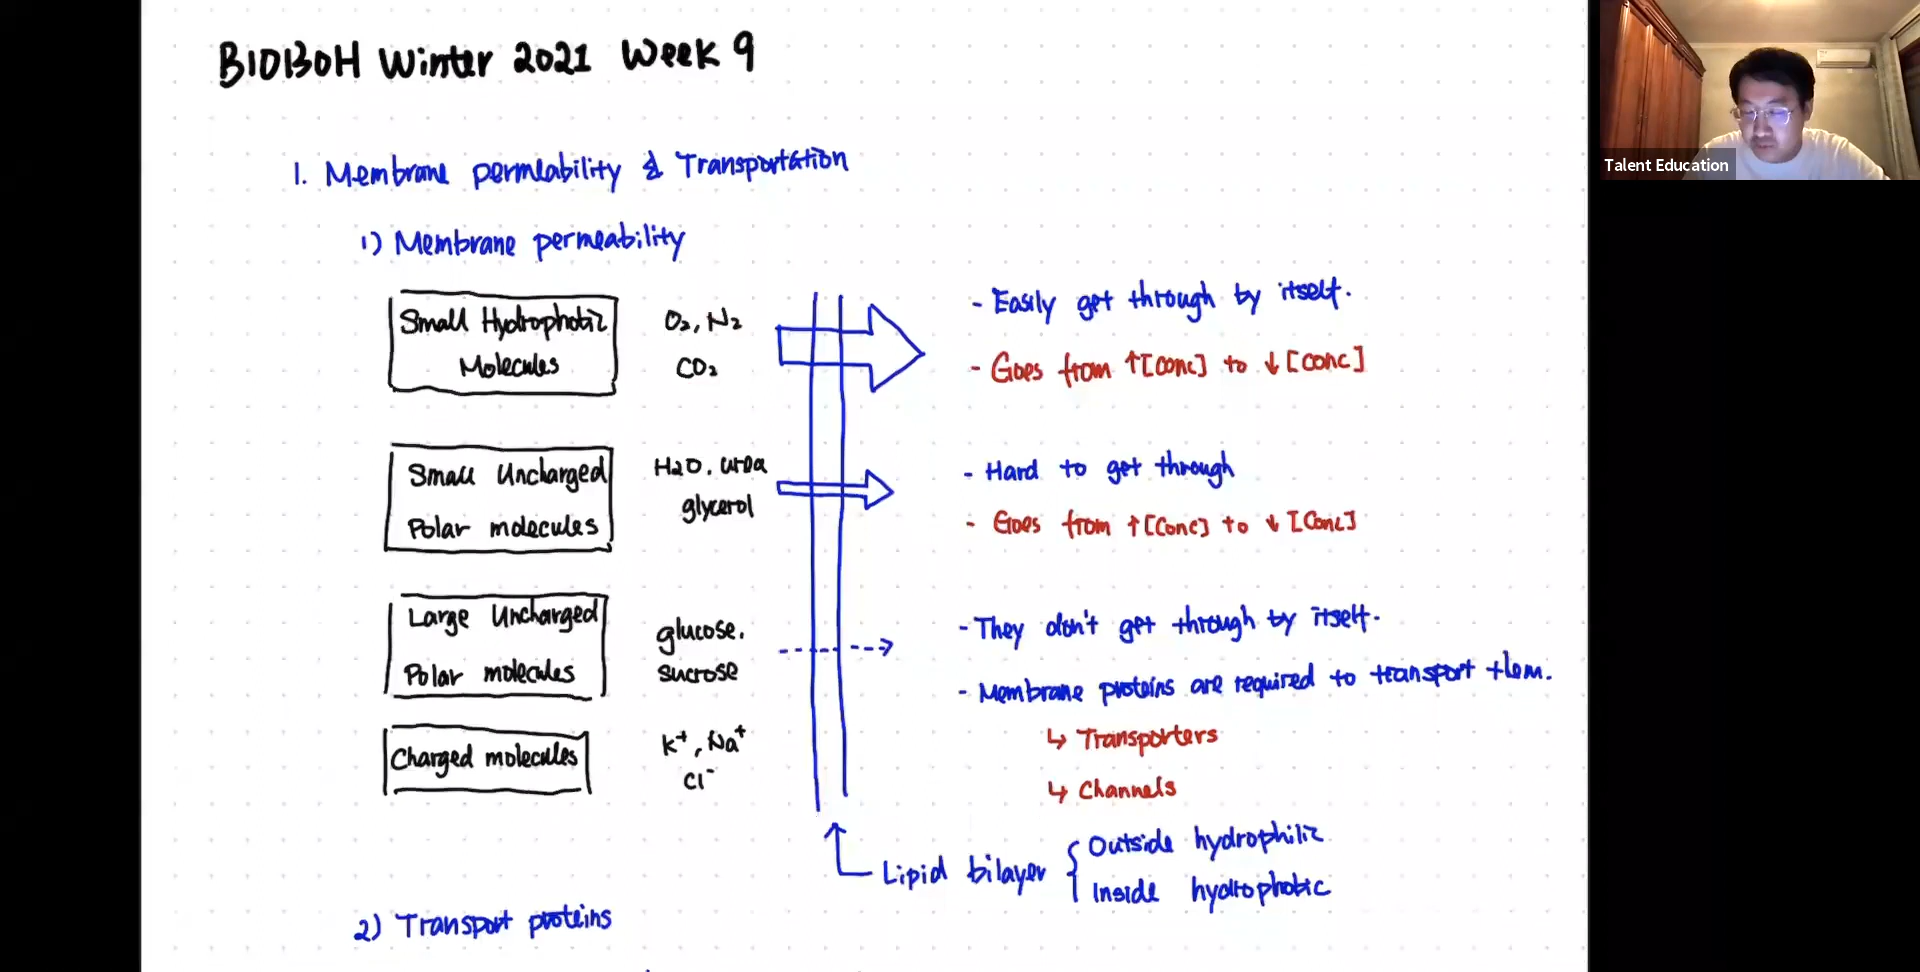 BIO130H Winter 2021 Week 9
Talent Education
1. Membrane permeability & Transportation
1) Membrane permeability
Small Hydrophobic
Molecules
O₂, N₂
CO₂
- Easily get through by itself.
- Goes from ↑[conc] to ↓[conc]
Small Uncharged
Polar molecules
H₂O, urea
glycerol
- Hard to get through
- Goes from ↑[conc] to ↓[conc]
Large Uncharged
Polar molecules
glucose.
sucrose
- They don't get through by itself.
- Membrane proteins are required to transport them.
↳ Transporters
↳ Channels
Charged molecules
K⁺, Na⁺
Cl⁻
Lipid bilayer
Outside hydrophilic
Inside hydrophobic
2) Transport proteins